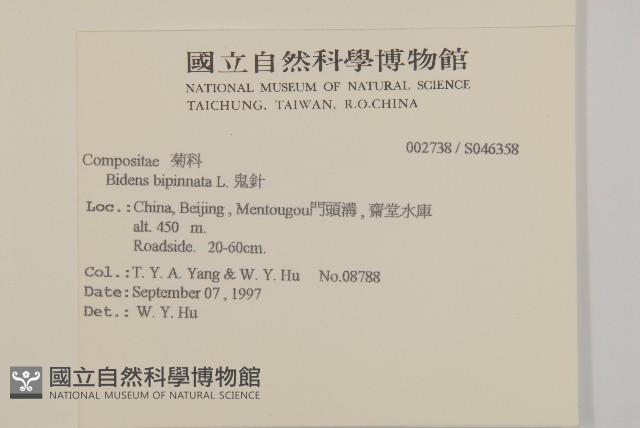 國立自然科學博物館
NATIONAL MUSEUM OF NATURAL SCIENCE
TAICHUNG, TAIWAN, R.O.CHINA
002738 / S046358
Compositae 菊科
Bidens bipinnata L. 鬼針
Loc.: China, Beijing , Mentougou門頭溝 , 齋堂水庫
alt. 450 m.
Roadside. 20-60cm.
Col.: T. Y. A. Yang & W. Y. Hu No.08788
Date: September 07 , 1997
Det.: W. Y. Hu
國立自然科學博物館
NATIONAL MUSEUM OF NATURAL SCIENCE